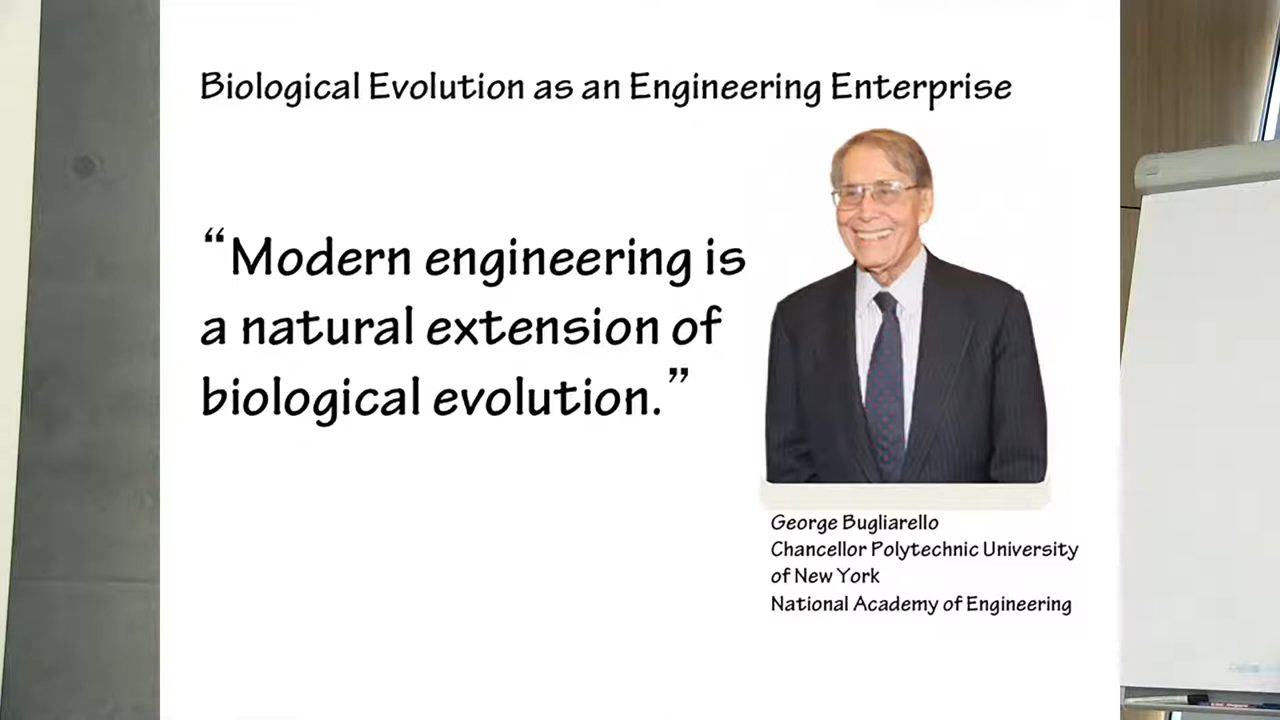 Biological Evolution as an Engineering Enterprise
“Modern engineering is
a natural extension of
biological evolution.”
George Bugliarello
Chancellor Polytechnic University
of New York
National Academy of Engineering